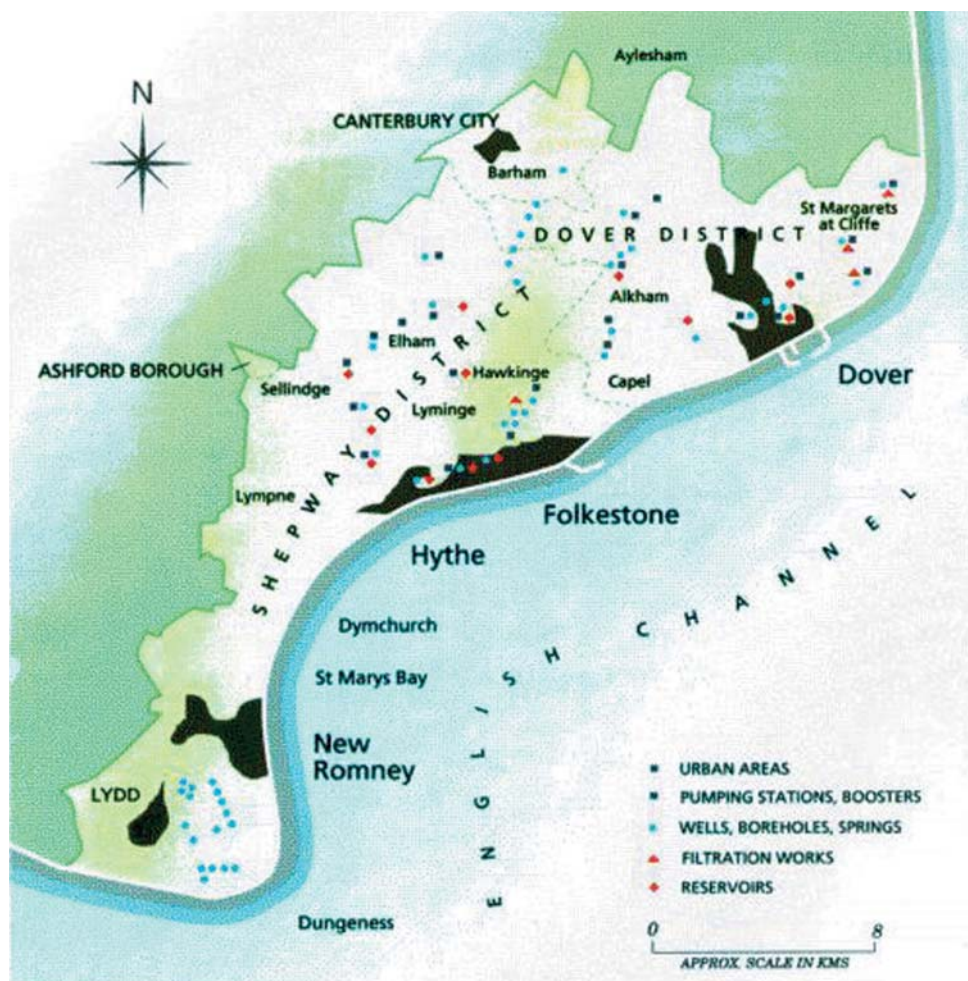 Aylesham
N
CANTERBURY CITY
Barham
St Margarets
at Cliffe
DOVER DISTRICT
Alkham
Elham
ASHFORD BOROUGH
Hawkinge
Sellindge
Capel
Dover
Lyminge
SHEPWAY DISTRICT
Lympne
Folkestone
Hythe
ENGLISH CHANNEL
Dymchurch
St Marys Bay
New
Romney
LYDD
Dungeness
URBAN AREAS
PUMPING STATIONS, BOOSTERS
WELLS, BOREHOLES, SPRINGS
FILTRATION WORKS
RESERVOIRS
0 8
APPROX. SCALE IN KMS